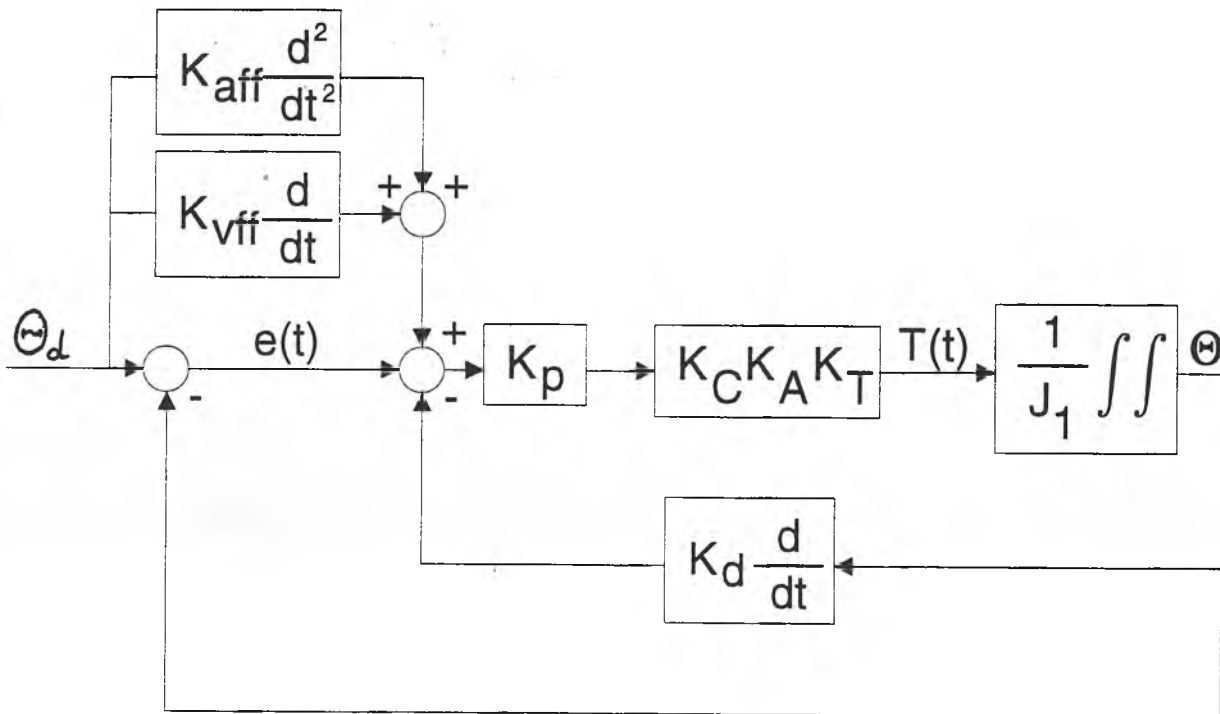 K_aff d²/dt²
K_vff d/dt
+ +
Θ_d
e(t)
+
-
-
K_p
K_C K_A K_T
T(t)
1/J_1 ∫∫
Θ
K_d d/dt